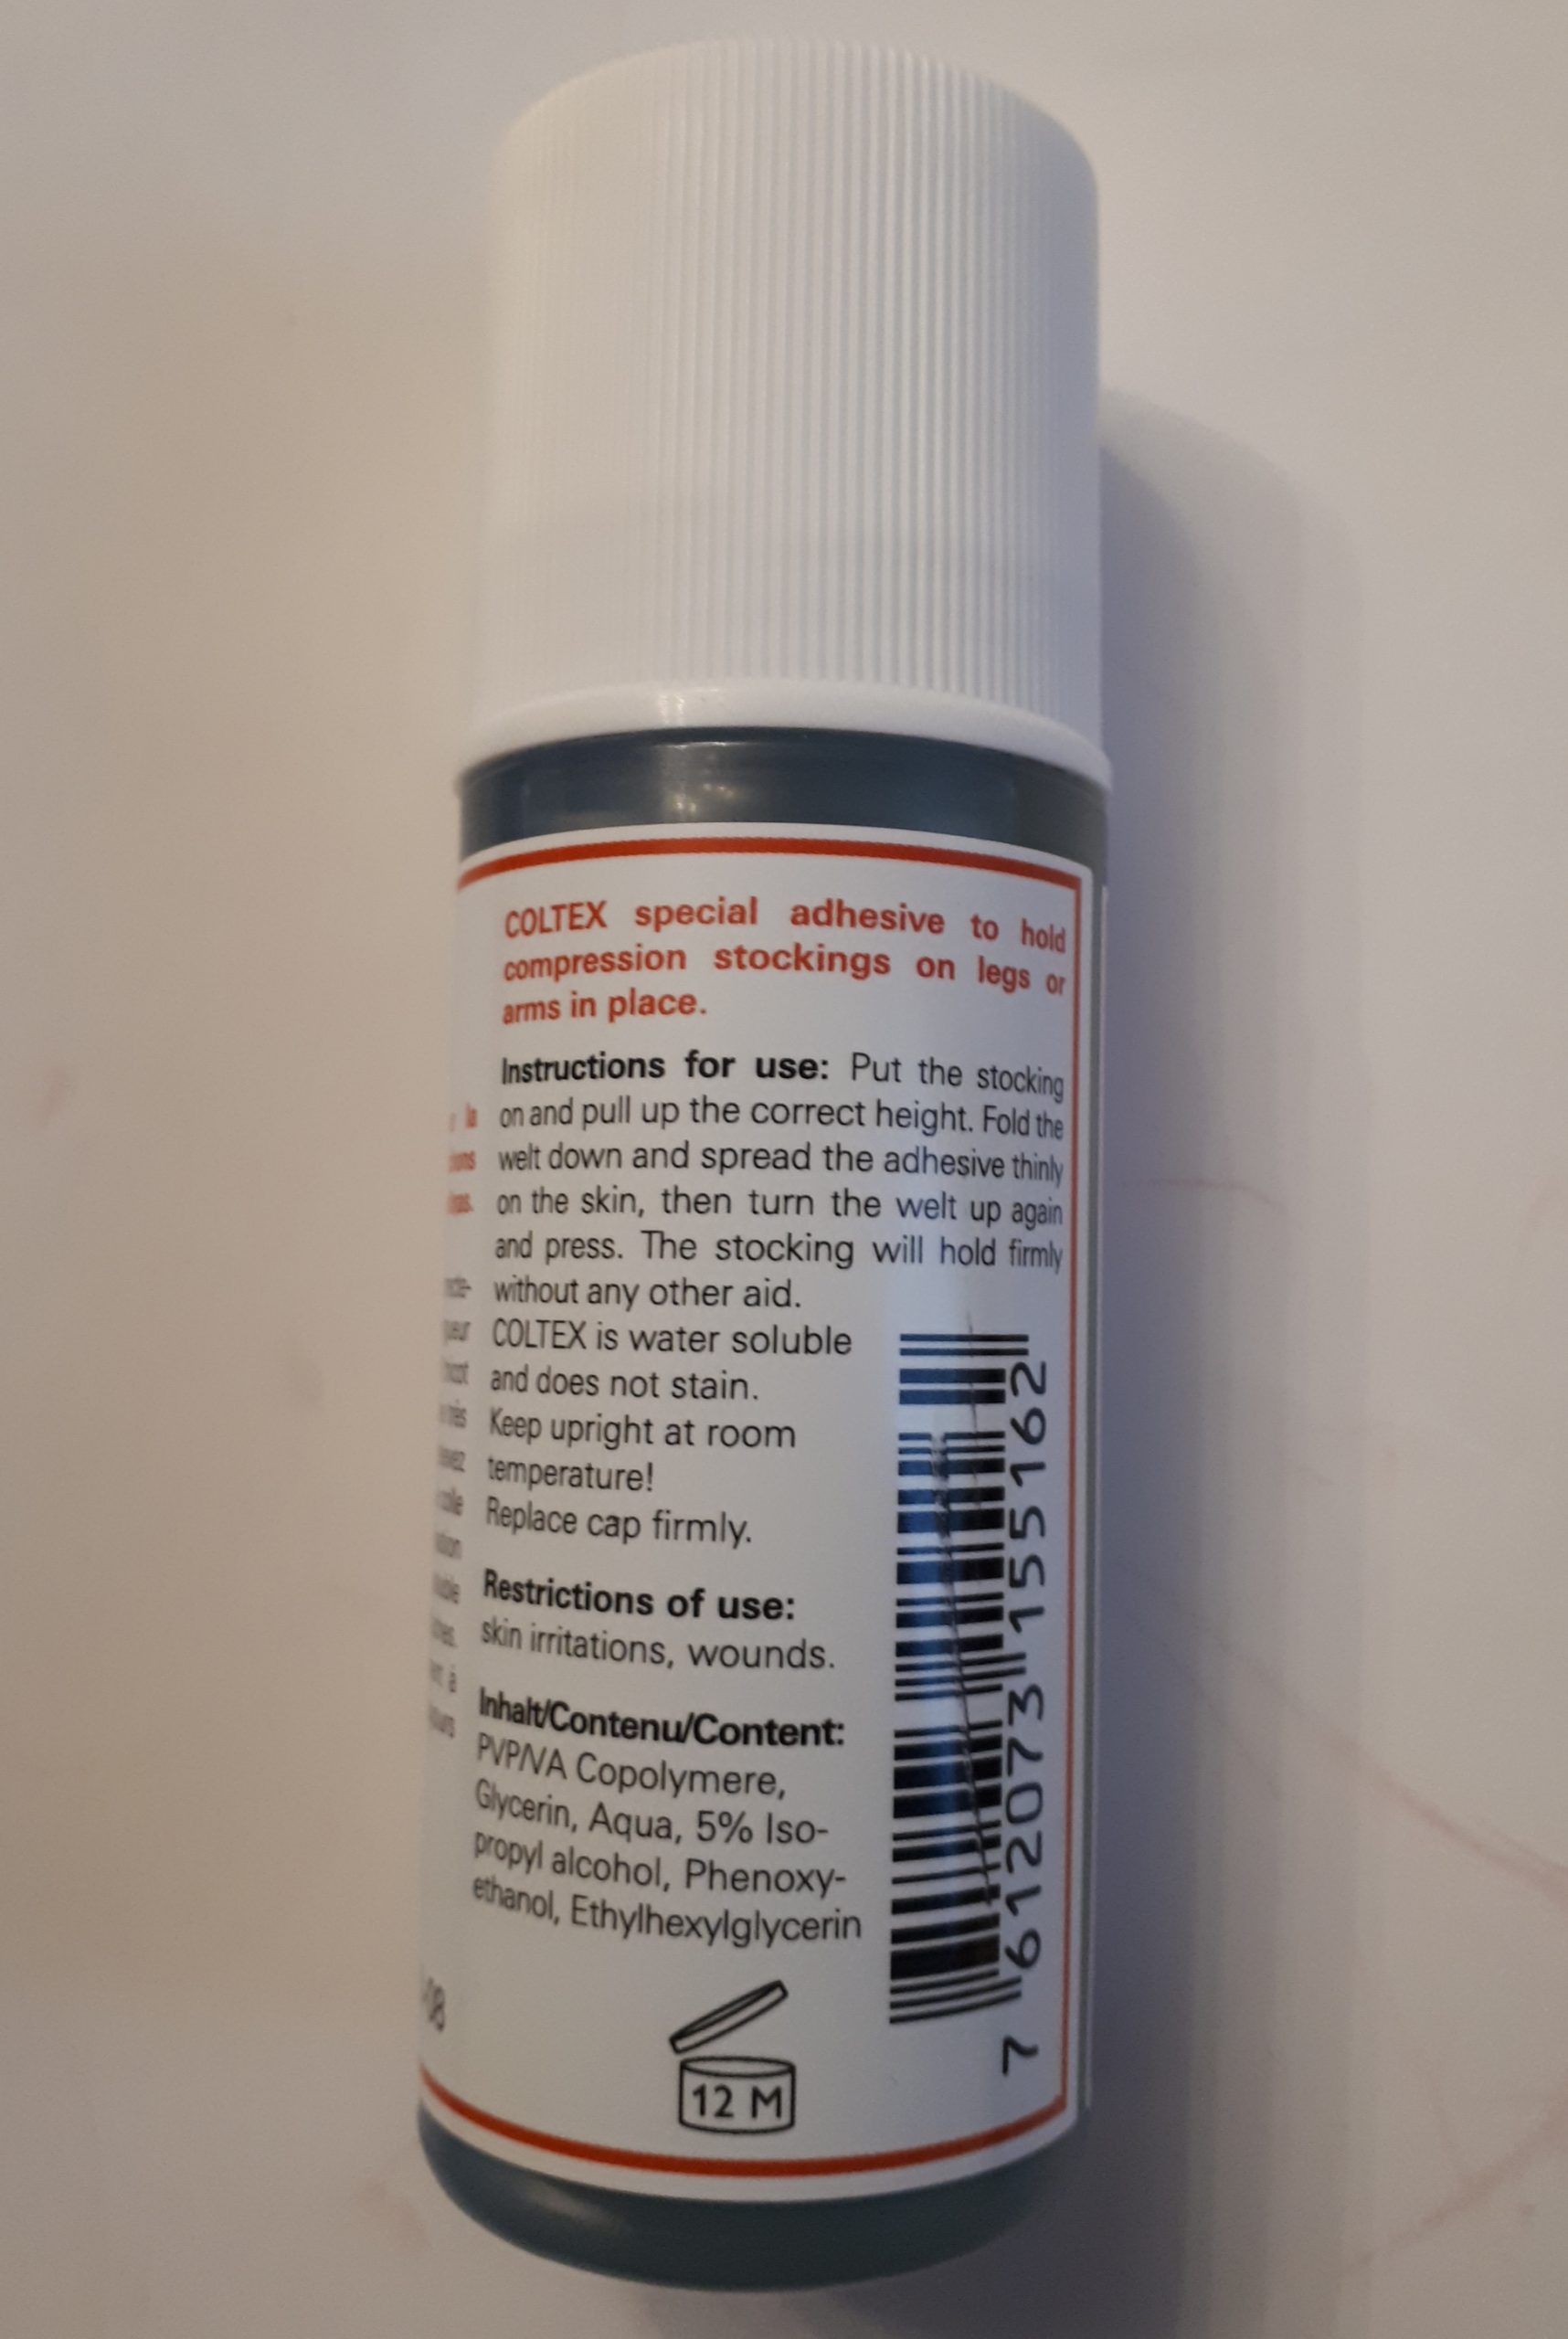 COLTEX special adhesive to hold
compression stockings on legs or
arms in place.
Instructions for use: Put the stocking
on and pull up the correct height. Fold the
welt down and spread the adhesive thinly
on the skin, then turn the welt up again
and press. The stocking will hold firmly
without any other aid.
COLTEX is water soluble
and does not stain.
Keep upright at room
temperature!
Replace cap firmly.
Restrictions of use:
skin irritations, wounds.
Inhalt/Contenu/Content:
PVP/VA Copolymere,
Glycerin, Aqua, 5% Iso-
propyl alcohol, Phenoxy-
ethanol, Ethylhexylglycerin
12 M
7 612073 155162
la